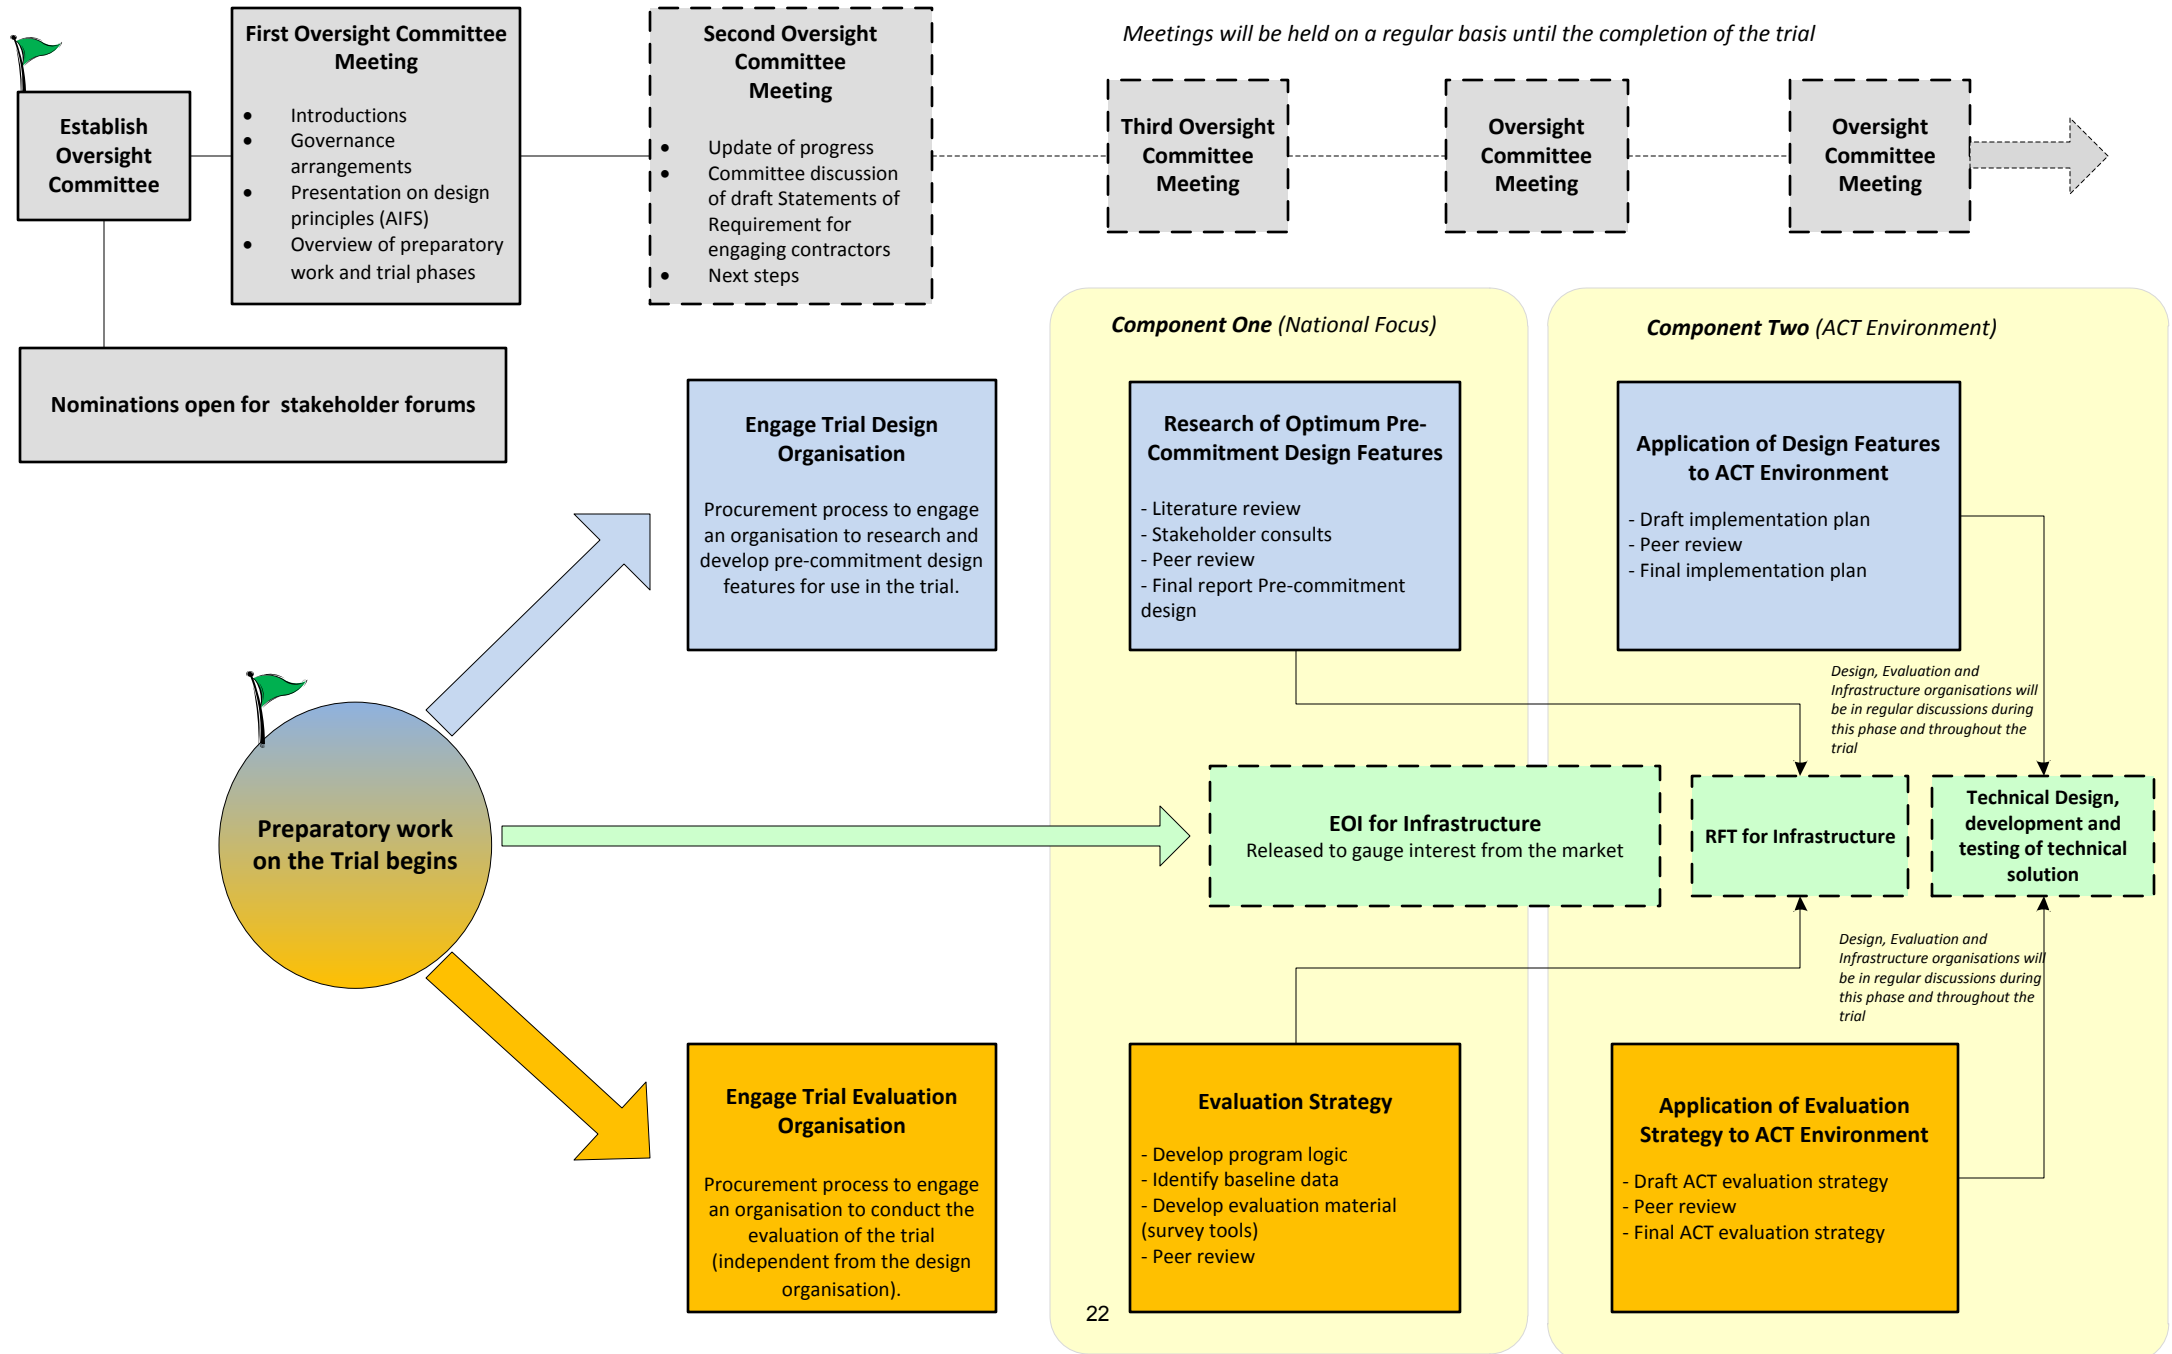 Establish
Oversight
Committee
First Oversight Committee
Meeting
• Introductions
• Governance
arrangements
• Presentation on design
principles (AIFS)
• Overview of preparatory
work and trial phases
Second Oversight
Committee
Meeting
• Update of progress
• Committee discussion
of draft Statements of
Requirement for
engaging contractors
• Next steps
Meetings will be held on a regular basis until the completion of the trial
Third Oversight
Committee
Meeting
Oversight
Committee
Meeting
Oversight
Committee
Meeting
Nominations open for stakeholder forums
Component One (National Focus)
Component Two (ACT Environment)
Engage Trial Design
Organisation
Procurement process to engage
an organisation to research and
develop pre-commitment design
features for use in the trial.
Research of Optimum Pre-
Commitment Design Features
- Literature review
- Stakeholder consults
- Peer review
- Final report Pre-commitment
design
Application of Design Features
to ACT Environment
- Draft implementation plan
- Peer review
- Final implementation plan
Design, Evaluation and
Infrastructure organisations will
be in regular discussions during
this phase and throughout the
trial
Preparatory work
on the Trial begins
EOI for Infrastructure
Released to gauge interest from the market
RFT for Infrastructure
Technical Design,
development and
testing of technical
solution
Design, Evaluation and
Infrastructure organisations will
be in regular discussions during
this phase and throughout the
trial
Engage Trial Evaluation
Organisation
Procurement process to engage
an organisation to conduct the
evaluation of the trial
(independent from the design
organisation).
Evaluation Strategy
- Develop program logic
- Identify baseline data
- Develop evaluation material
(survey tools)
- Peer review
Application of Evaluation
Strategy to ACT Environment
- Draft ACT evaluation strategy
- Peer review
- Final ACT evaluation strategy
22